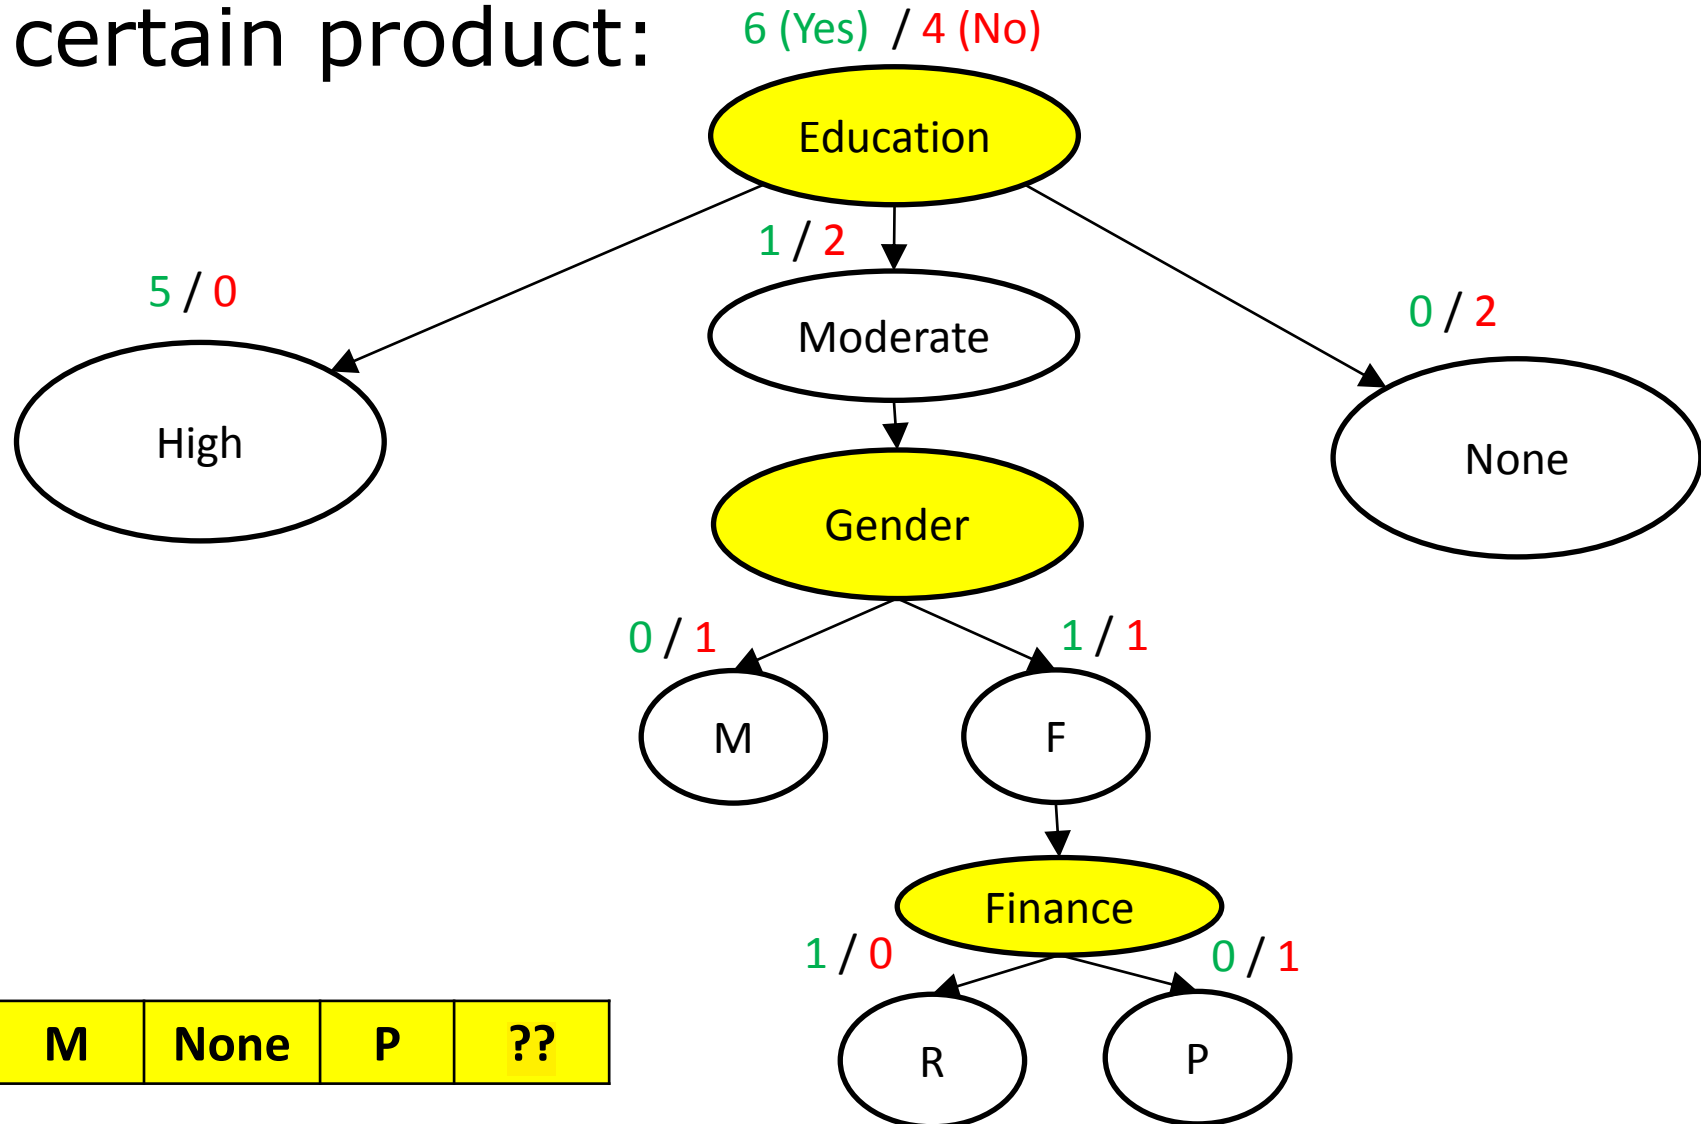 certain product:
6 (Yes) / 4 (No)
Education
1 / 2
5 / 0
0 / 2
Moderate
High
None
Gender
0 / 1
1 / 1
M
F
Finance
1 / 0
0 / 1
M None P ??
R
P